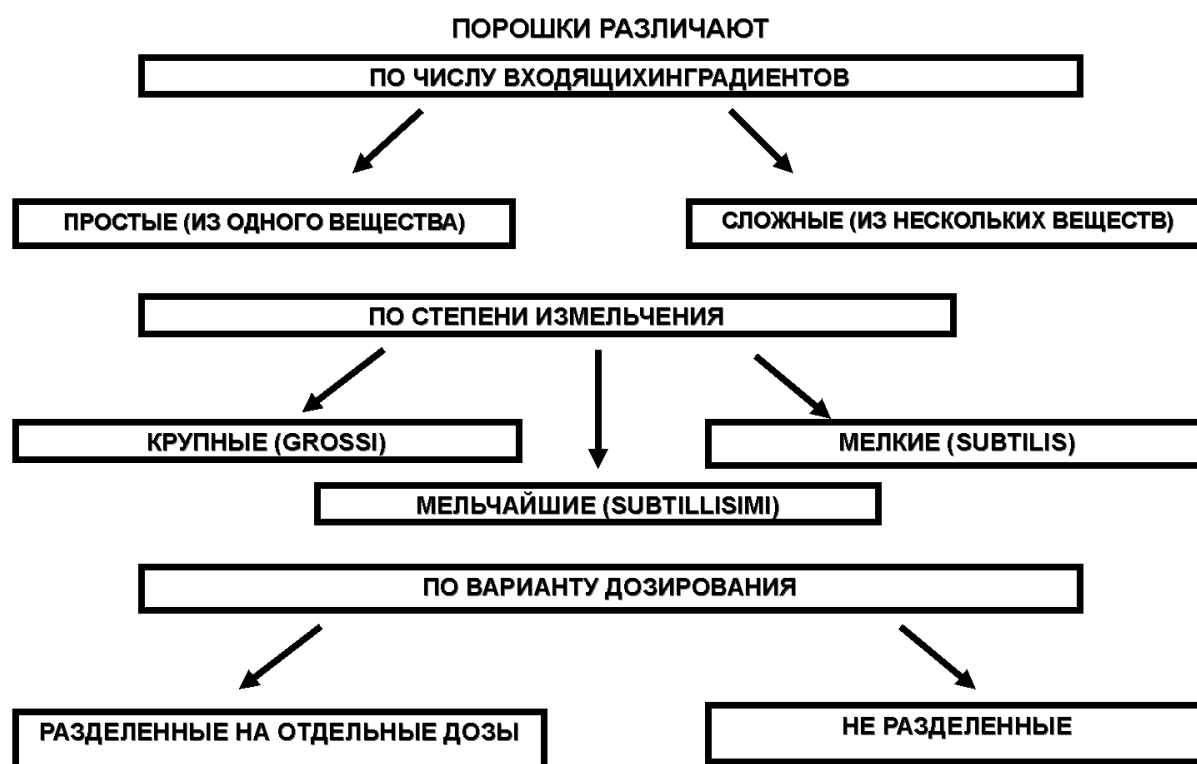 ПОРОШКИ РАЗЛИЧАЮТ
ПО ЧИСЛУ ВХОДЯЩИХИНГРАДИЕНТОВ
ПРОСТЫЕ (ИЗ ОДНОГО ВЕЩЕСТВА)
СЛОЖНЫЕ (ИЗ НЕСКОЛЬКИХ ВЕЩЕСТВ)
ПО СТЕПЕНИ ИЗМЕЛЬЧЕНИЯ
КРУПНЫЕ (GROSSI)
МЕЛКИЕ (SUBTILIS)
МЕЛЬЧАЙШИЕ (SUBTILLISIMI)
ПО ВАРИАНТУ ДОЗИРОВАНИЯ
РАЗДЕЛЕННЫЕ НА ОТДЕЛЬНЫЕ ДОЗЫ
НЕ РАЗДЕЛЕННЫЕ